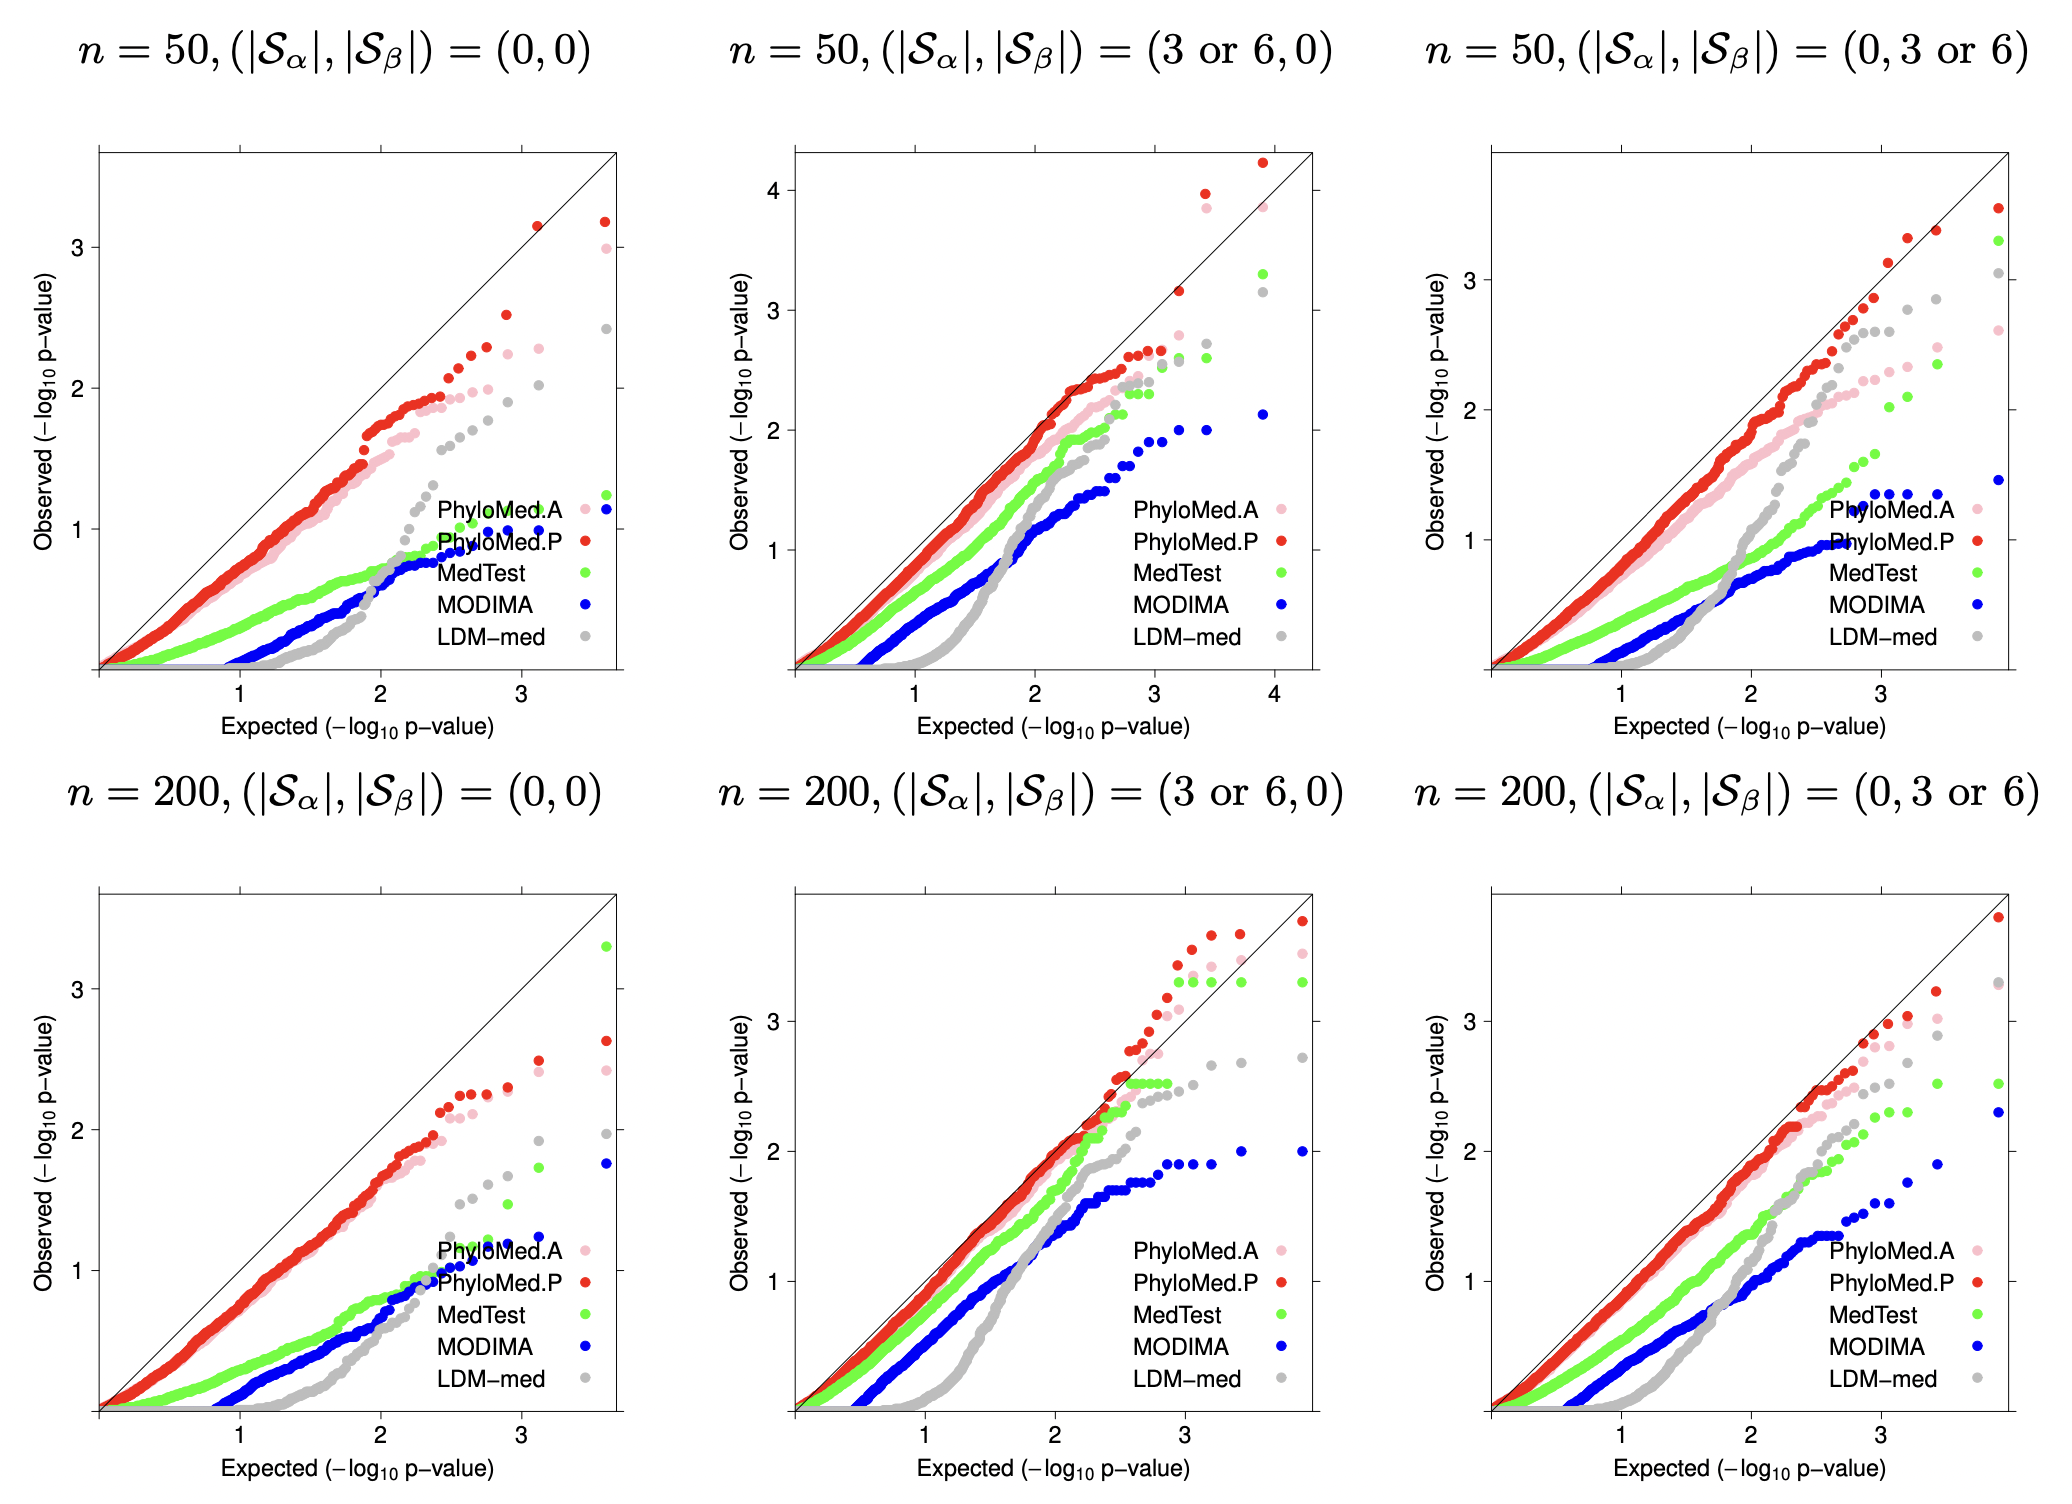 n = 50, (|𝒮α|, |𝒮β|) = (0, 0)
n = 50, (|𝒮α|, |𝒮β|) = (3 or 6, 0)
n = 50, (|𝒮α|, |𝒮β|) = (0, 3 or 6)
Observed (−log10 p−value)
3
2
1
PhyloMed.A
PhyloMed.P
MedTest
MODIMA
LDM−med
1 2 3
Expected (−log10 p−value)
Observed (−log10 p−value)
4
3
2
1
PhyloMed.A
PhyloMed.P
MedTest
MODIMA
LDM−med
1 2 3 4
Expected (−log10 p−value)
Observed (−log10 p−value)
3
2
1
PhyloMed.A
PhyloMed.P
MedTest
MODIMA
LDM−med
1 2 3
Expected (−log10 p−value)
n = 200, (|𝒮α|, |𝒮β|) = (0, 0)
n = 200, (|𝒮α|, |𝒮β|) = (3 or 6, 0)
n = 200, (|𝒮α|, |𝒮β|) = (0, 3 or 6)
Observed (−log10 p−value)
3
2
1
PhyloMed.A
PhyloMed.P
MedTest
MODIMA
LDM−med
1 2 3
Expected (−log10 p−value)
Observed (−log10 p−value)
3
2
1
PhyloMed.A
PhyloMed.P
MedTest
MODIMA
LDM−med
1 2 3
Expected (−log10 p−value)
Observed (−log10 p−value)
3
2
1
PhyloMed.A
PhyloMed.P
MedTest
MODIMA
LDM−med
1 2 3
Expected (−log10 p−value)